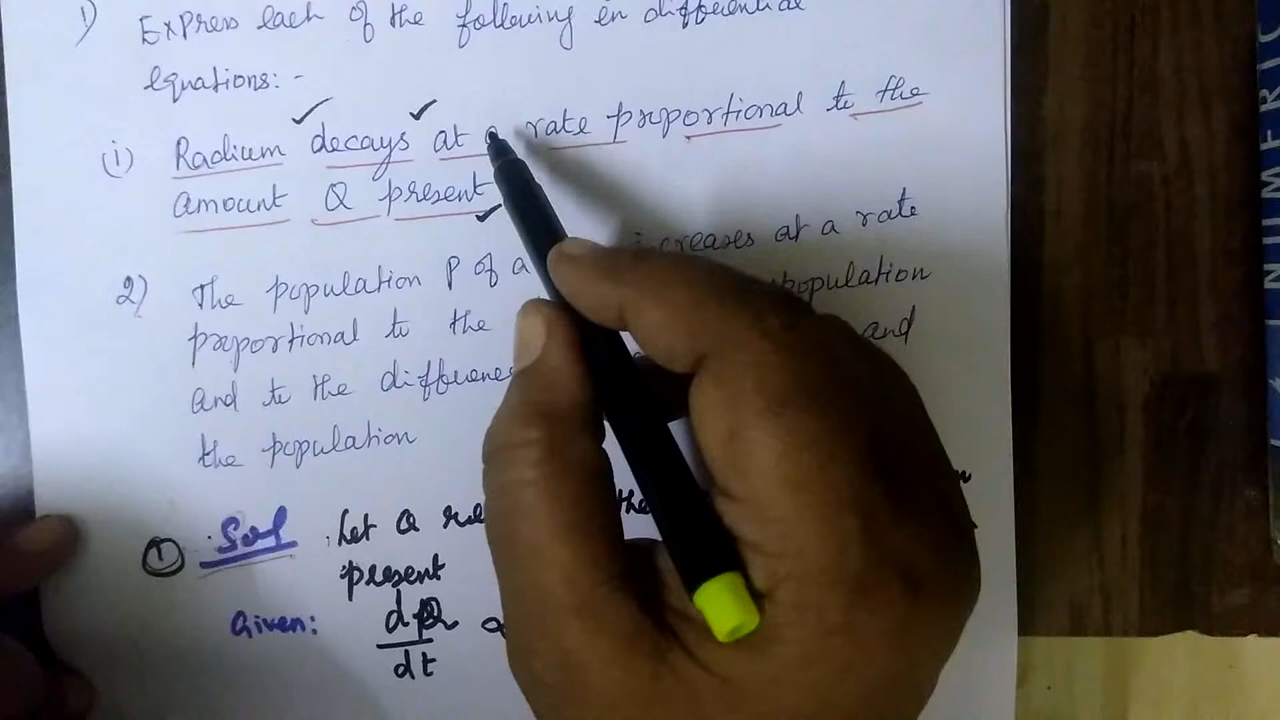 1) Express each of the following in differential
equations: -
(i) Radium decays at a rate proportional to the
amount Q present
2) The population P of a increases at a rate
proportional to the population
and to the difference and
the population
① Sol Let Q the
present
Given: dQ
dt
NUMERIC